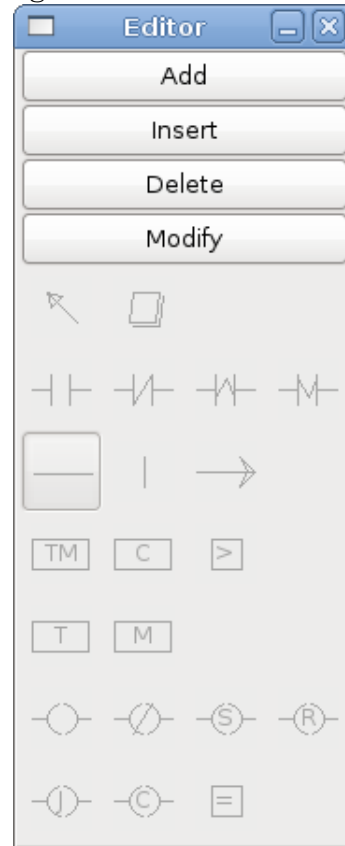 Editor
Add
Insert
Delete
Modify
TM C >
T M
S R
J C =